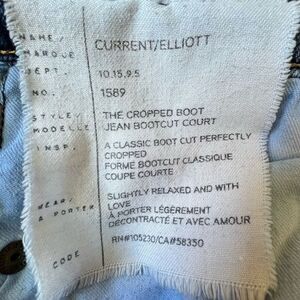 NAME/ MARQUE CURRENT/ELLIOTT
DEPT. 10.15.9.5
NO. 1589
STYLE/ MODELLE THE CROPPED BOOT
JEAN BOOTCUT COURT
INSP. A CLASSIC BOOT CUT PERFECTLY
CROPPED
FORME BOOTCUT CLASSIQUE
COUPE COURTE
WEAR/ A PORTER SLIGHTLY RELAXED AND WITH
LOVE
À PORTER LÉGÈREMENT
DÉCONTRACTÉ ET AVEC AMOUR
CODE RN#105230/CA#58350